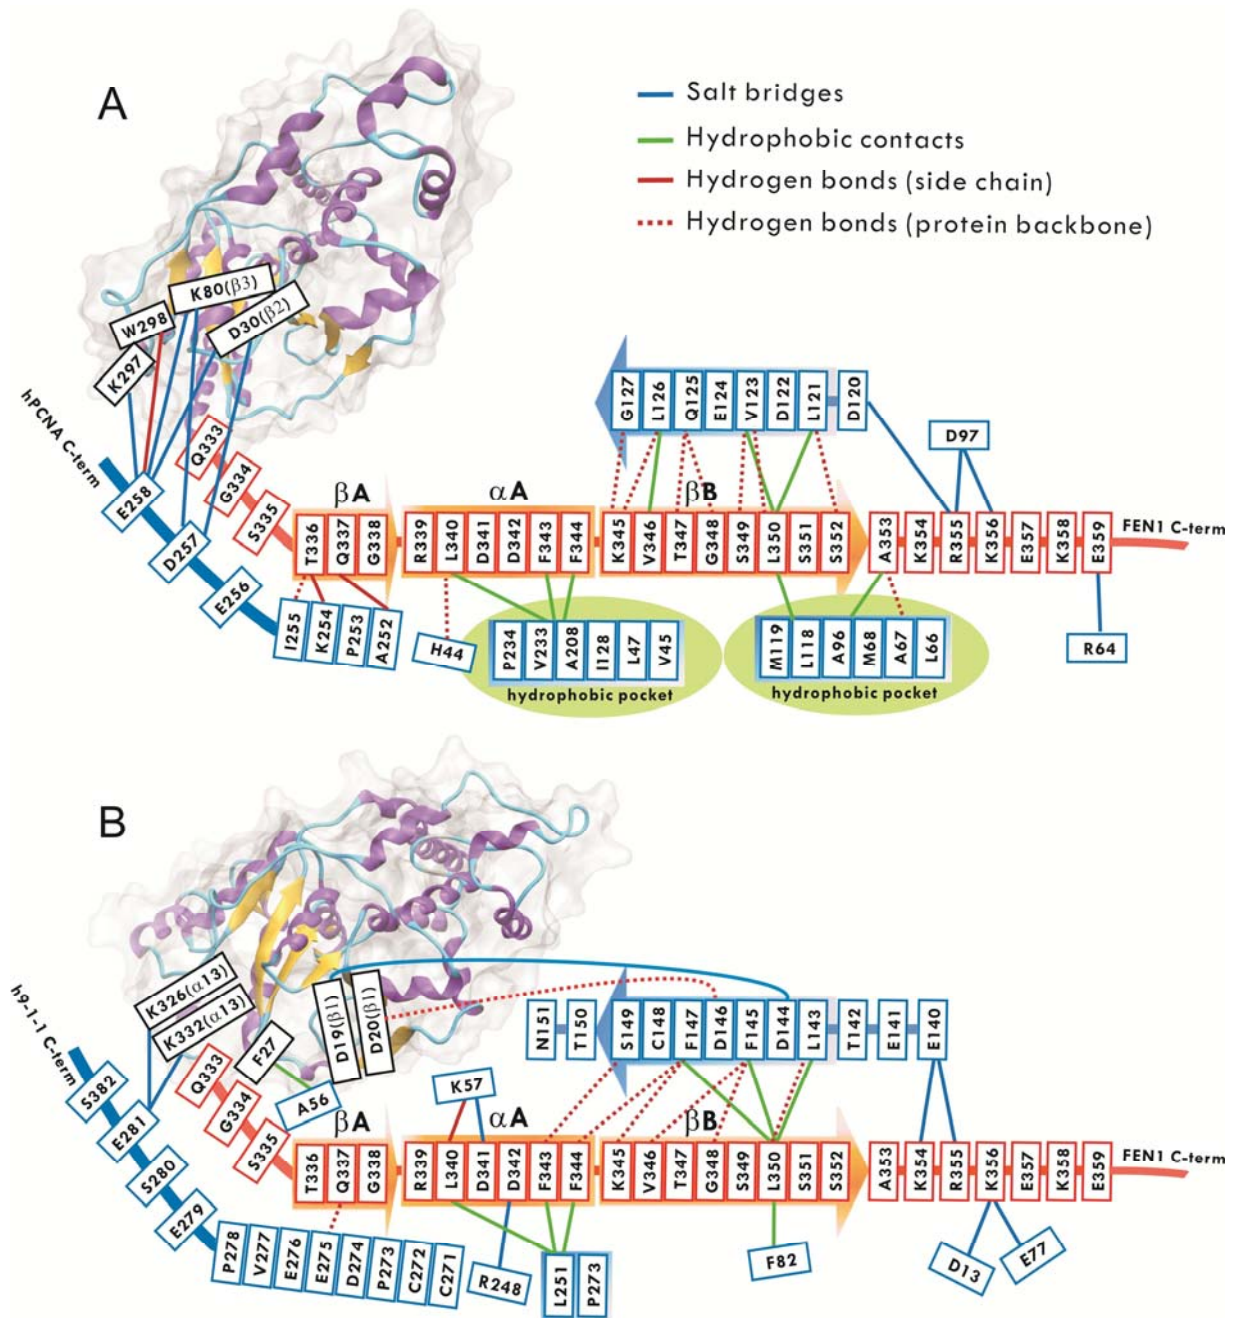 A
Salt bridges
Hydrophobic contacts
Hydrogen bonds (side chain)
Hydrogen bonds (protein backbone)
K80(β3)
D30(β2)
W298
K297
hPCNA C-term
E258
D257
E256
I255
K254
P253
A252
Q333
G334
S335
βA
T336
Q337
G338
αA
R339
L340
D341
D342
F343
F344
βB
K345
V346
T347
G348
S349
L350
S351
S352
A353
K354
R355
K356
E357
K358
E359
FEN1 C-term
G127
L126
Q125
E124
V123
D122
L121
D120
D97
R64
H44
P234
V233
A208
I128
L47
V45
hydrophobic pocket
M119
L118
A96
M68
A67
L66
hydrophobic pocket
B
K326(α13)
K332(α13)
F27
D19(β1)
D20(β1)
A56
h9-1-1 C-term
S382
E281
S280
E279
P278
V277
E276
E275
D274
P273
C272
C271
Q333
G334
S335
βA
T336
Q337
G338
K57
αA
R339
L340
D341
D342
F343
F344
βB
K345
V346
T347
G348
S349
L350
S351
S352
A353
K354
R355
K356
E357
K358
E359
FEN1 C-term
N151
T150
S149
C148
F147
D146
F145
D144
L143
T142
E141
E140
R248
L251
P273
F82
D13
E77